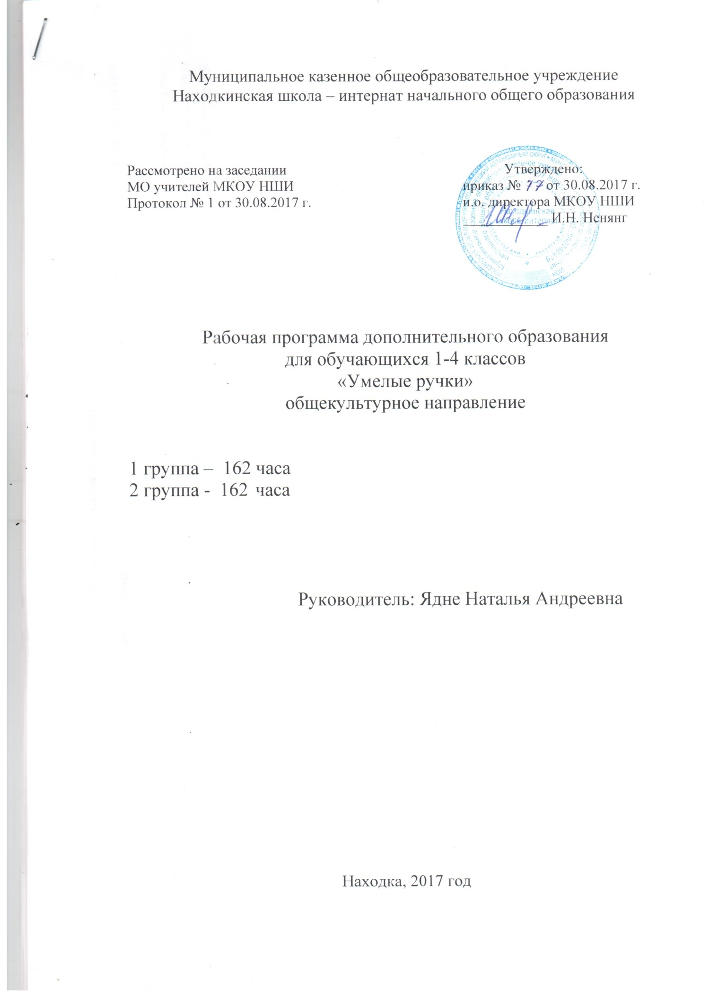 Муниципальное казенное общеобразовательное учреждение
Находкинская школа – интернат начального общего образования
Рассмотрено на заседании
МО учителей МКОУ НШИ
Протокол № 1 от 30.08.2017 г.
Утверждено:
приказ № 77 от 30.08.2017 г.
и.о. директора МКОУ НШИ
И.Н. Ненянг
Рабочая программа дополнительного образования
для обучающихся 1-4 классов
«Умелые ручки»
общекультурное направление
1 группа – 162 часа
2 группа - 162 часа
Руководитель: Ядне Наталья Андреевна
Находка, 2017 год